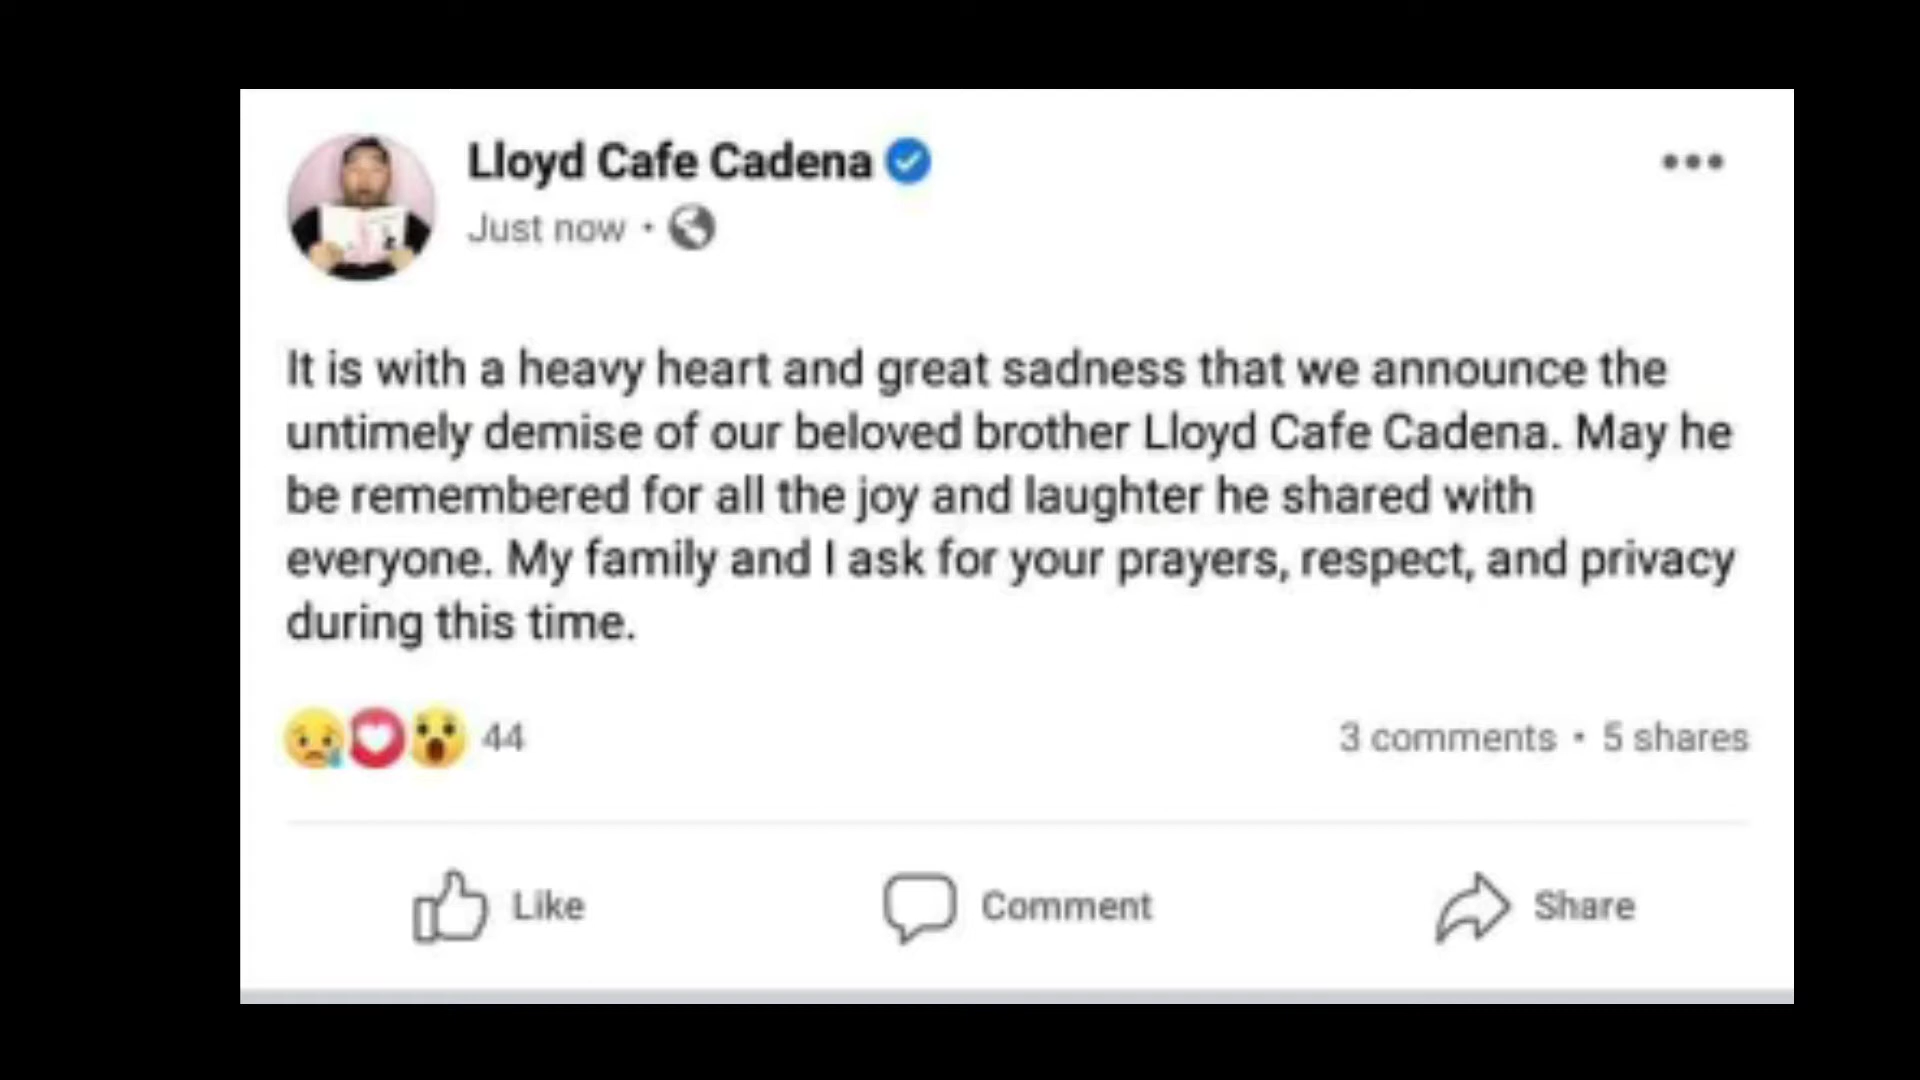 Lloyd Cafe Cadena
Just now ·
It is with a heavy heart and great sadness that we announce the
untimely demise of our beloved brother Lloyd Cafe Cadena. May he
be remembered for all the joy and laughter he shared with
everyone. My family and I ask for your prayers, respect, and privacy
during this time.
44
3 comments • 5 shares
Like
Comment
Share